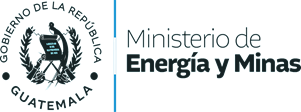 GOBIERNO DE LA REPÚBLICA
GUATEMALA
Ministerio de
Energía y Minas